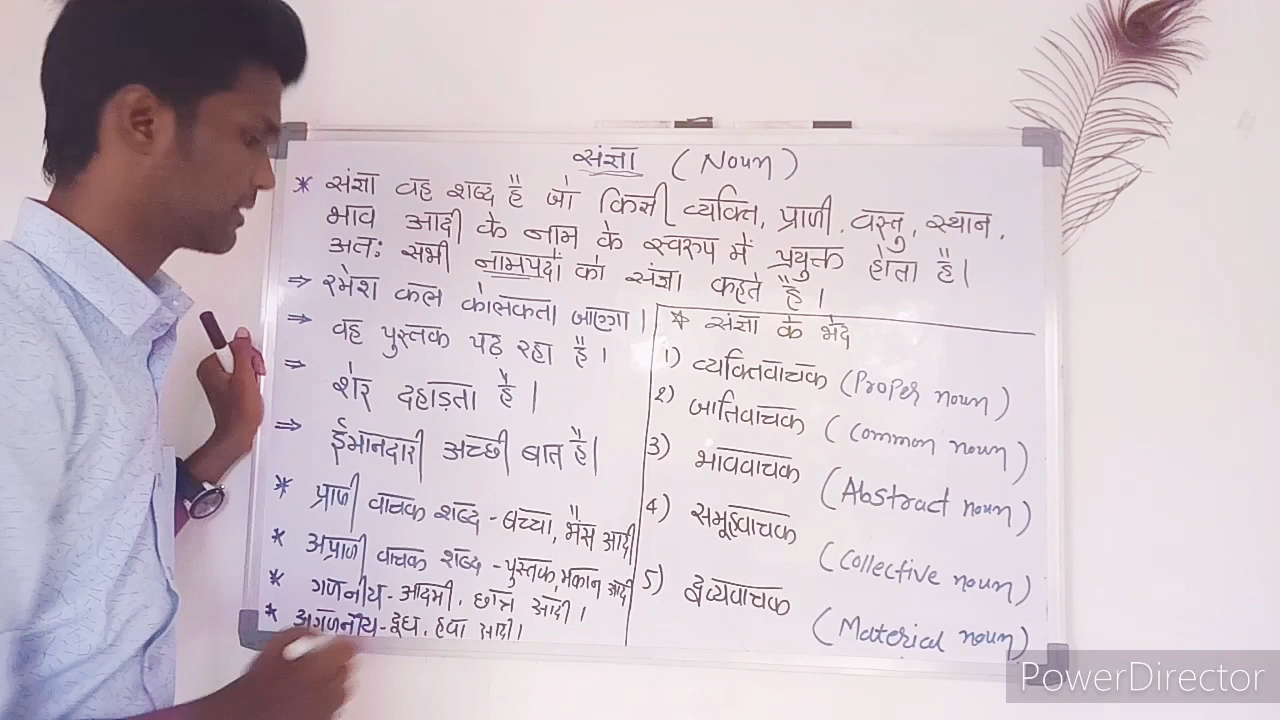 संज्ञा (Noun)
* संज्ञा वह शब्द है जो किसी व्यक्ति, प्राणी, वस्तु, स्थान,
भाव आदी के नाम के स्वरुप में प्रयुक्त होता है।
अतः सभी नामपदों को संज्ञा कहते है।
⇒ रमेश कल कोलकता जाएगा।
⇒ वह पुस्तक पढ़ रहा है।
⇒ शेर दहाड़ता है।
⇒ ईमानदारी अच्छी बात है।
* प्राणी वाचक शब्द - बच्चा, भैंस आदी
* अप्राणी वाचक शब्द - पुस्तक, मकान आदी
* गणनीय - आदमी, छात्र आदी।
* अगणनीय - दूध, हवा आदी।
* संज्ञा के भेद
1) व्यक्तिवाचक (Proper noun)
2) जातिवाचक (Common noun)
3) भाववाचक (Abstract noun)
4) समूहवाचक (Collective noun)
5) द्रव्यवाचक (Material noun)
PowerDirector